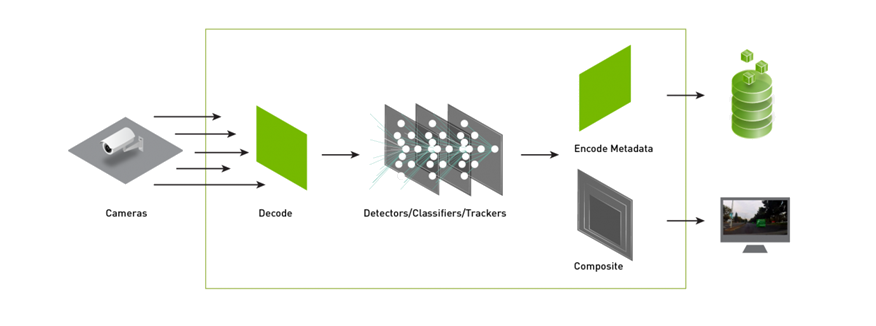 Encode Metadata
Cameras
Decode
Detectors/Classifiers/Trackers
Composite